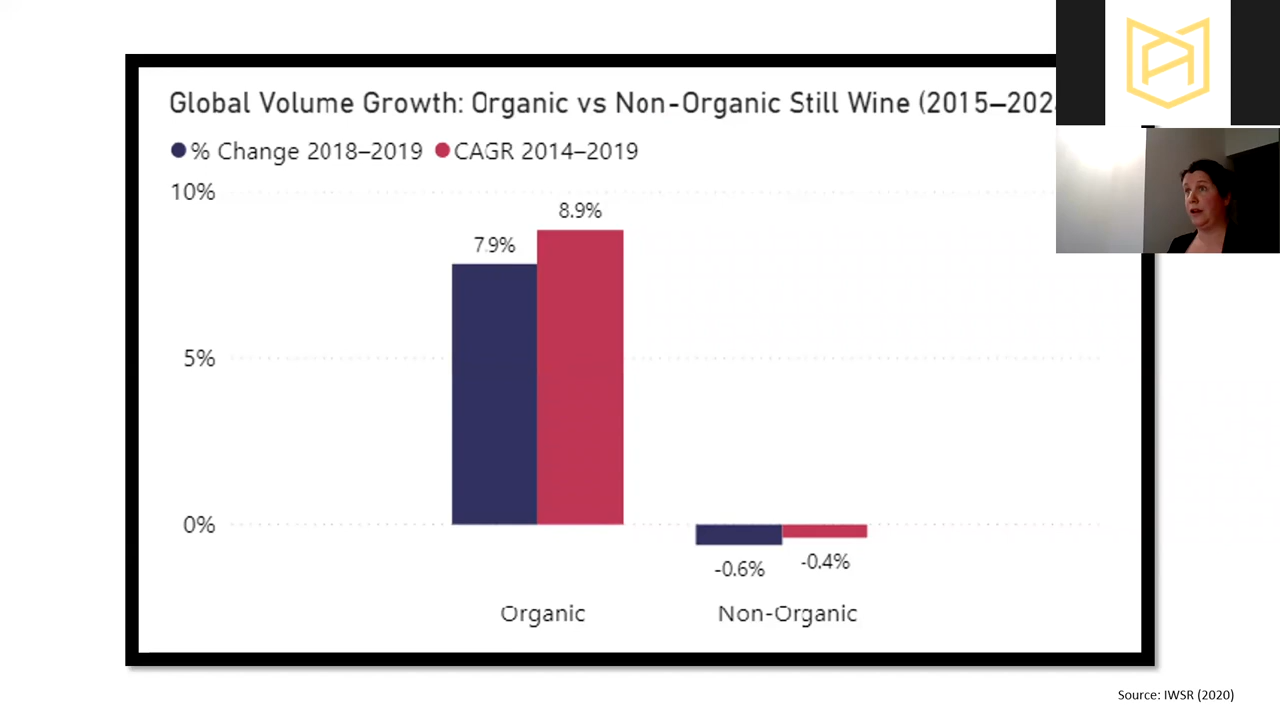 Global Volume Growth: Organic vs Non-Organic Still Wine (2015–202
% Change 2018–2019 CAGR 2014–2019
10%
8.9%
7.9%
5%
0%
-0.6% -0.4%
Organic Non-Organic
Source: IWSR (2020)